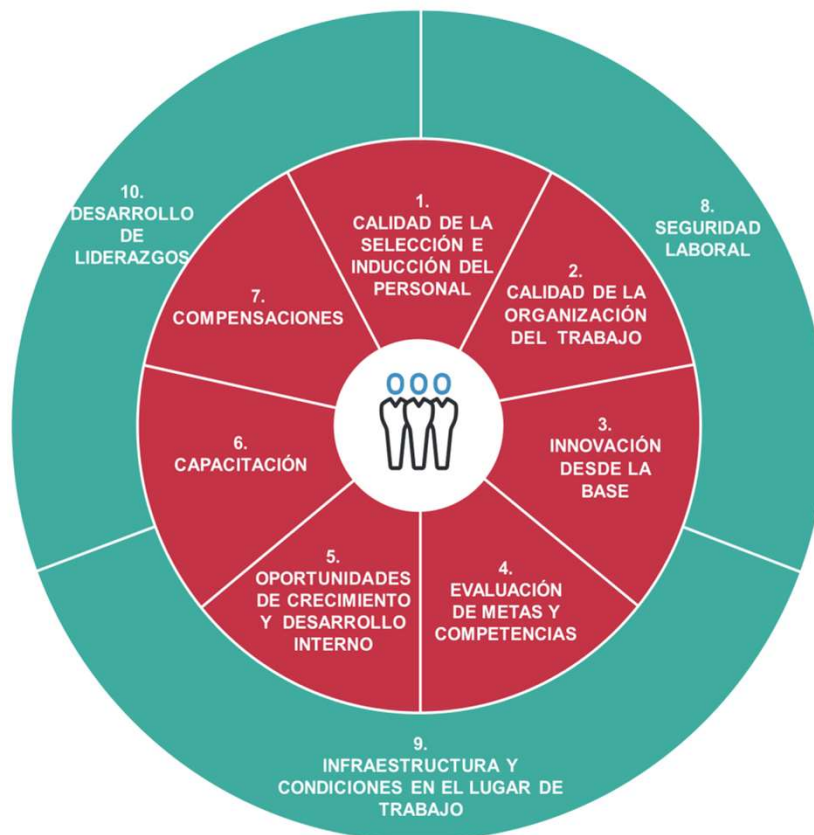 1.
CALIDAD DE LA
SELECCIÓN E
INDUCCIÓN DEL
PERSONAL
2.
CALIDAD DE LA
ORGANIZACIÓN
DEL TRABAJO
3.
INNOVACIÓN
DESDE LA
BASE
4.
EVALUACIÓN
DE METAS Y
COMPETENCIAS
5.
OPORTUNIDADES
DE CRECIMIENTO
Y DESARROLLO
INTERNO
6.
CAPACITACIÓN
7.
COMPENSACIONES
8.
SEGURIDAD
LABORAL
9.
INFRAESTRUCTURA Y
CONDICIONES EN EL LUGAR DE
TRABAJO
10.
DESARROLLO
DE
LIDERAZGOS